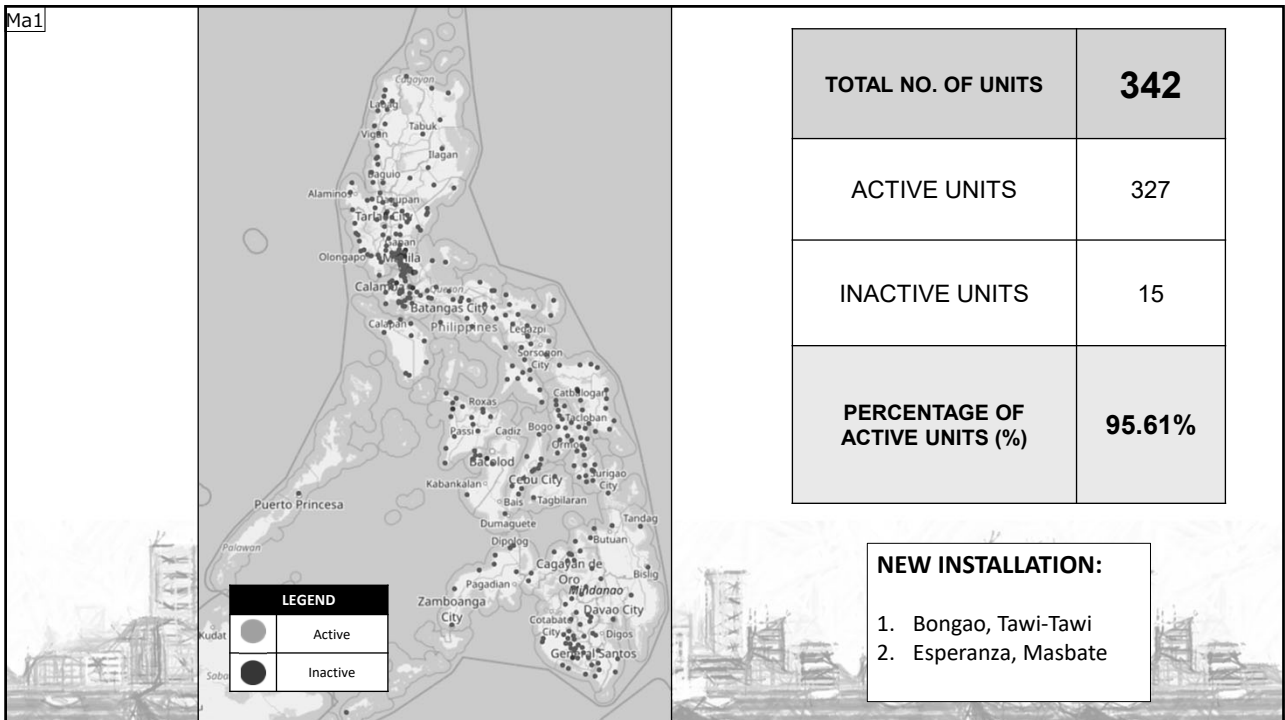 Ma1
Cagayan
Laoag
Vigan
Tabuk
Ilagan
Baguio
Alaminos
Dagupan
Tarlac City
Gapan
Olongapo
Manila
Calamba
Quezon
Batangas City
Calapan
Philippines
Legazpi
Sorsogon
City
Catbalogan
Roxas
Tacloban
Passi
Cadiz
Bogo
Ormoc
Bacolod
Surigao
City
Kabankalan
Cebu City
Puerto Princesa
Bais
Tagbilaran
Dumaguete
Tandag
Butuan
Dipolog
Palawan
Cagayan de
Oro
Bislig
Pagadian
Mindanao
Zamboanga
City
Davao City
Cotabato
City
Digos
General Santos
Kudat
LEGEND
Active
Inactive
TOTAL NO. OF UNITS 342
ACTIVE UNITS 327
INACTIVE UNITS 15
PERCENTAGE OF
ACTIVE UNITS (%) 95.61%
NEW INSTALLATION:
1. Bongao, Tawi-Tawi
2. Esperanza, Masbate